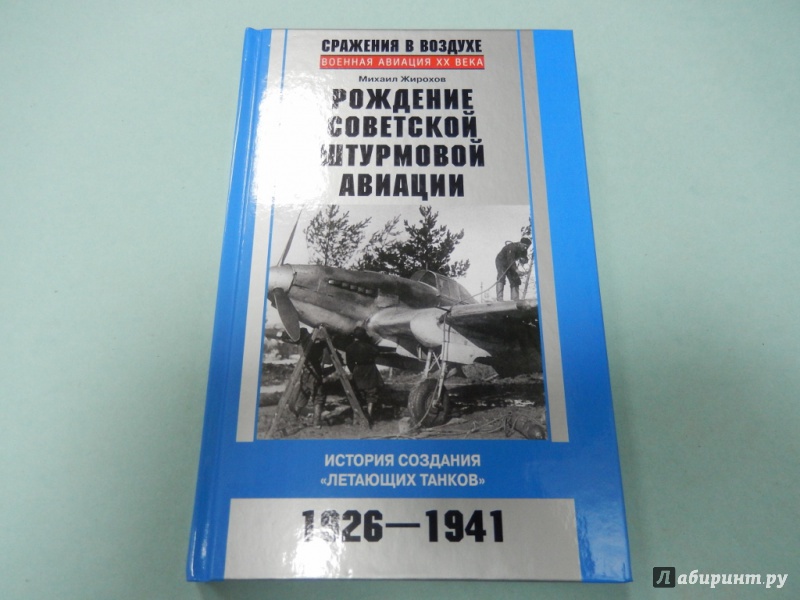 СРАЖЕНИЯ В ВОЗДУХЕ
ВОЕННАЯ АВИАЦИЯ XX ВЕКА
Михаил Жирохов
РОЖДЕНИЕ
СОВЕТСКОЙ
ШТУРМОВОЙ
АВИАЦИИ
ИСТОРИЯ СОЗДАНИЯ
«ЛЕТАЮЩИХ ТАНКОВ»
1926—1941
Лабиринт.ру